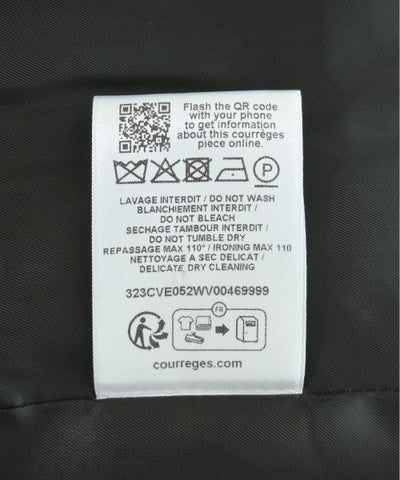 Flash the QR code
with your phone
to get information
about this courrèges
piece online.
P
LAVAGE INTERDIT / DO NOT WASH
BLANCHIEMENT INTERDIT /
DO NOT BLEACH
SECHAGE TAMBOUR INTERDIT /
DO NOT TUMBLE DRY
REPASSAGE MAX 110° / IRONING MAX 110
NETTOYAGE A SEC DELICAT /
DELICATE DRY CLEANING
323CVE052WV00469999
FR
courreges.com